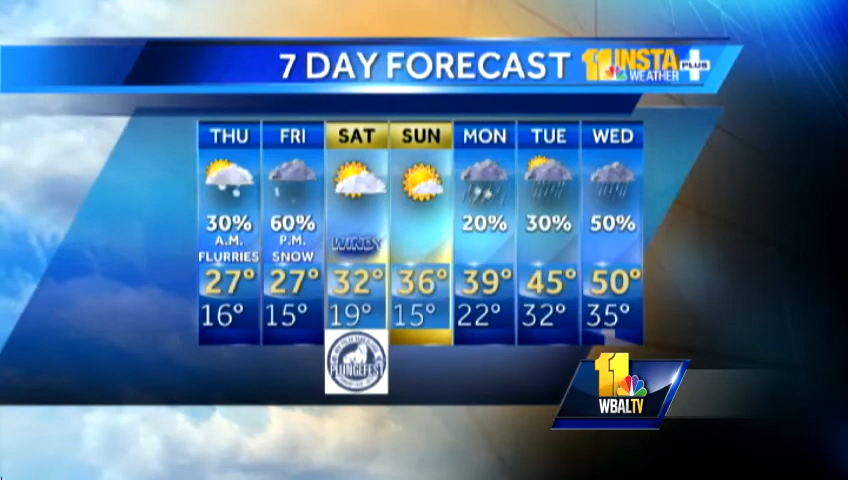 7 DAY FORECAST
11 INSTA
WEATHER PLUS
THU FRI SAT SUN MON TUE WED
30% 60% 20% 30% 50%
A.M. P.M. WINDY
FLURRIES SNOW
27° 27° 32° 36° 39° 45° 50°
16° 15° 19° 15° 22° 32° 35°
PLUNGEFEST
11
WBALTV